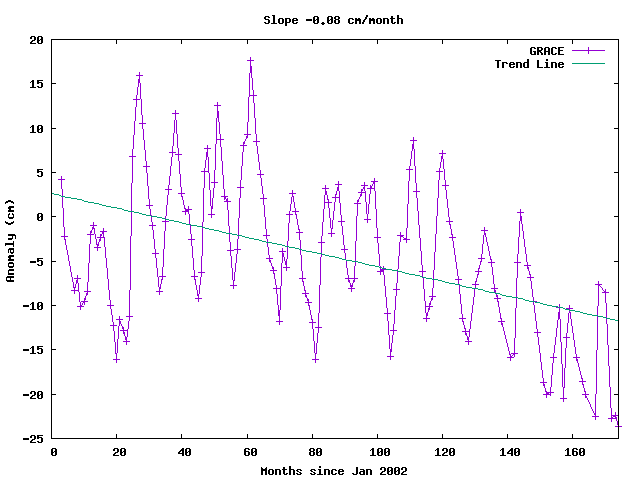 Slope -0.08 cm/month
20
15
10
5
0
-5
-10
-15
-20
-25
Anomaly (cm)
GRACE
Trend Line
0 20 40 60 80 100 120 140 160
Months since Jan 2002